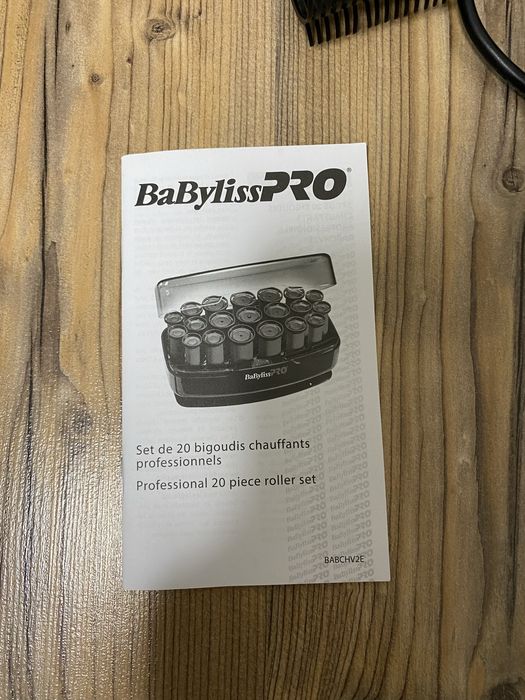 BaBylissPRO®
BaBylissPRO
Set de 20 bigoudis chauffants
professionnels
Professional 20 piece roller set
BABCHV2E